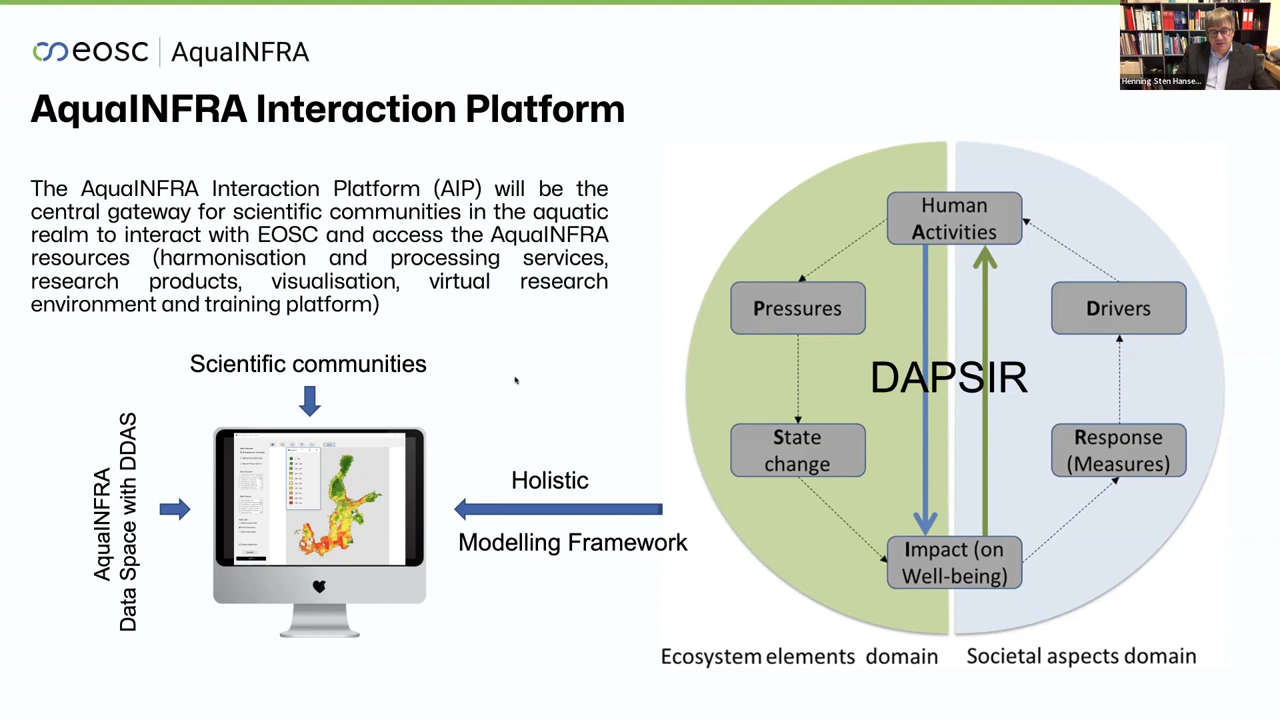 eosc | AquaINFRA
Henning Sten Hanse...
AquaINFRA Interaction Platform
The AquaINFRA Interaction Platform (AIP) will be the
central gateway for scientific communities in the aquatic
realm to interact with EOSC and access the AquaINFRA
resources (harmonisation and processing services,
research products, visualisation, virtual research
environment and training platform)
Scientific communities
AquaINFRA
Data Space with DDAS
Holistic
Modelling Framework
Human
Activities
Pressures
Drivers
DAPSIR
State
change
Response
(Measures)
Impact (on
Well-being)
Ecosystem elements domain
Societal aspects domain